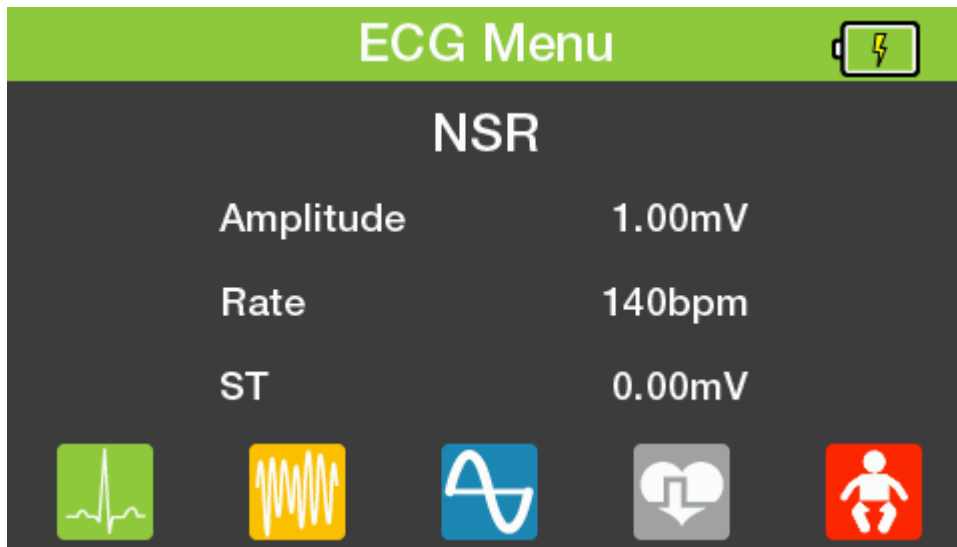 ECG Menu
NSR
Amplitude 1.00mV
Rate 140bpm
ST 0.00mV